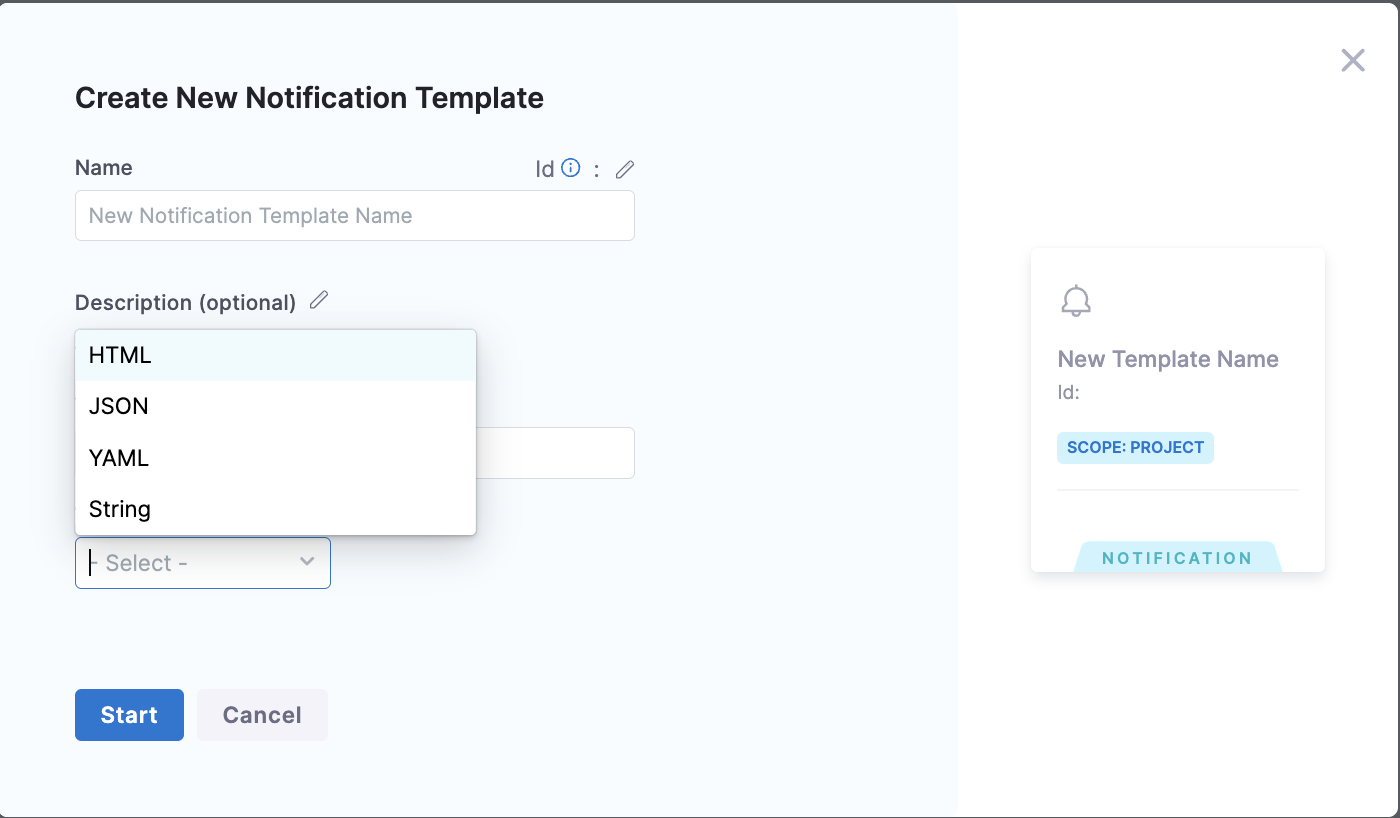 Create New Notification Template
Name
Id :
New Notification Template Name
Description (optional)
HTML
JSON
YAML
String
- Select -
Start
Cancel
New Template Name
Id:
SCOPE: PROJECT
NOTIFICATION